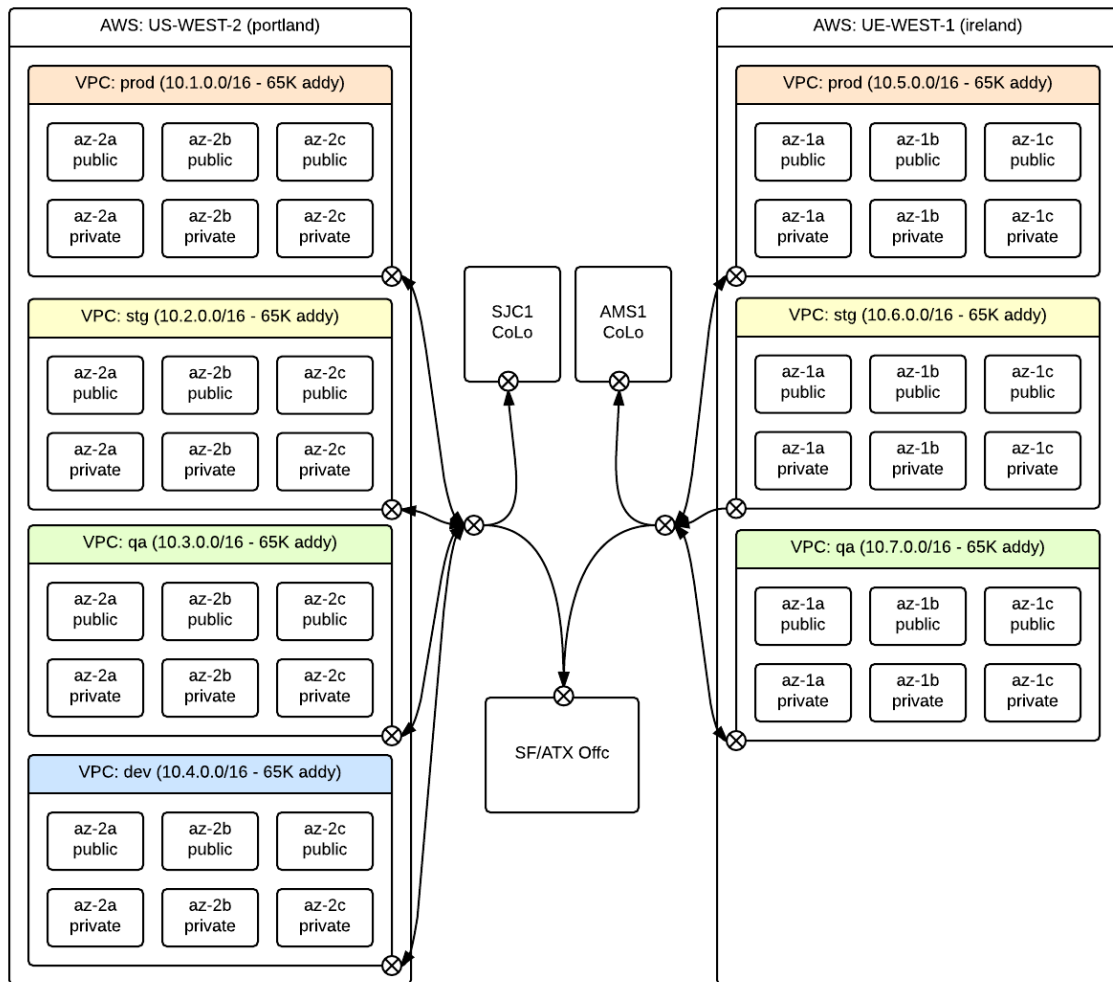 AWS: US-WEST-2 (portland)
VPC: prod (10.1.0.0/16 - 65K addy)
az-2a
public
az-2b
public
az-2c
public
az-2a
private
az-2b
private
az-2c
private
VPC: stg (10.2.0.0/16 - 65K addy)
az-2a
public
az-2b
public
az-2c
public
az-2a
private
az-2b
private
az-2c
private
VPC: qa (10.3.0.0/16 - 65K addy)
az-2a
public
az-2b
public
az-2c
public
az-2a
private
az-2b
private
az-2c
private
VPC: dev (10.4.0.0/16 - 65K addy)
az-2a
public
az-2b
public
az-2c
public
az-2a
private
az-2b
private
az-2c
private
SJC1
CoLo
AMS1
CoLo
SF/ATX Offc
AWS: UE-WEST-1 (ireland)
VPC: prod (10.5.0.0/16 - 65K addy)
az-1a
public
az-1b
public
az-1c
public
az-1a
private
az-1b
private
az-1c
private
VPC: stg (10.6.0.0/16 - 65K addy)
az-1a
public
az-1b
public
az-1c
public
az-1a
private
az-1b
private
az-1c
private
VPC: qa (10.7.0.0/16 - 65K addy)
az-1a
public
az-1b
public
az-1c
public
az-1a
private
az-1b
private
az-1c
private